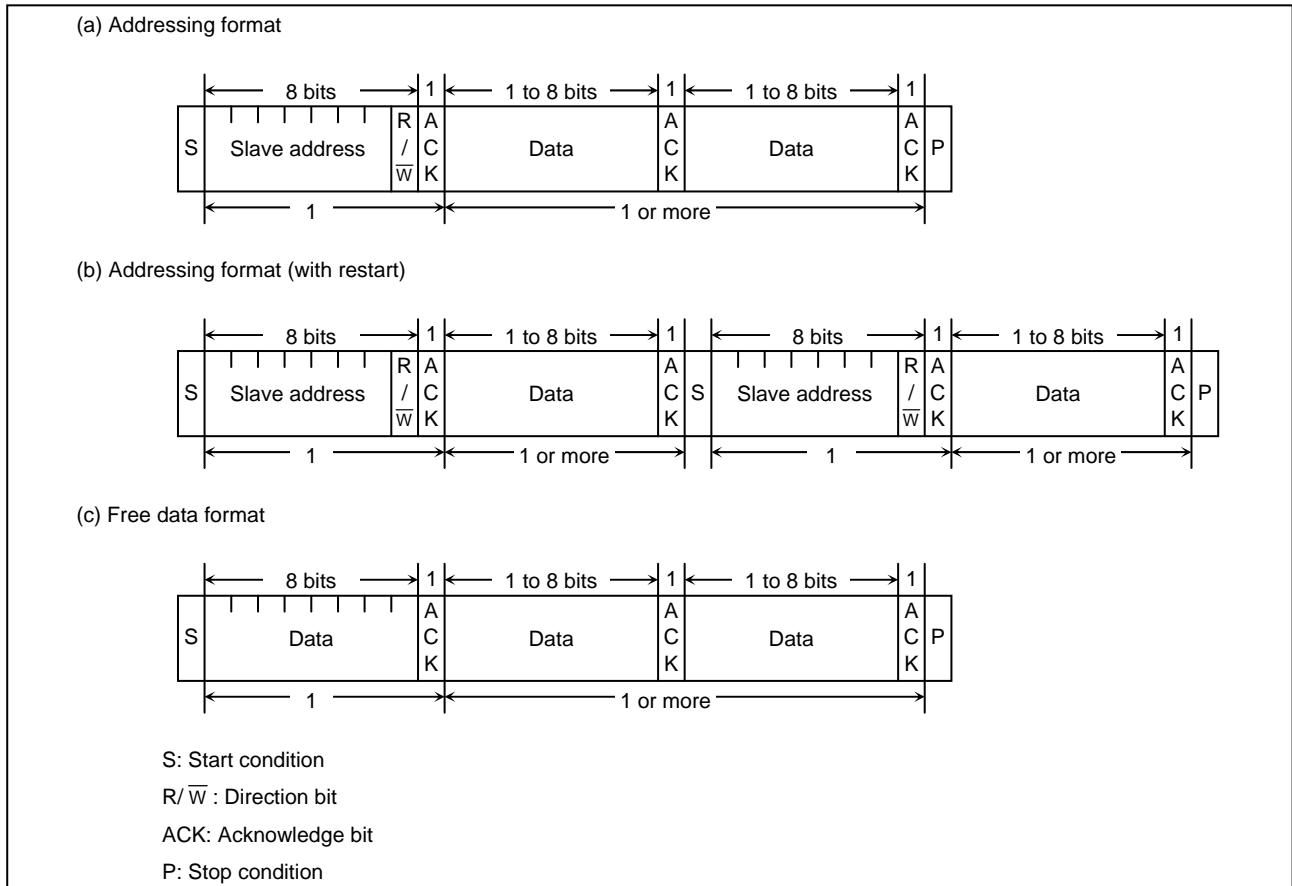 (a) Addressing format
8 bits 1 1 to 8 bits 1 1 to 8 bits 1
S Slave address R/W̅ ACK Data ACK Data ACK P
1 1 or more
(b) Addressing format (with restart)
8 bits 1 1 to 8 bits 1 8 bits 1 1 to 8 bits 1
S Slave address R/W̅ ACK Data ACK S Slave address R/W̅ ACK Data ACK P
1 1 or more 1 1 or more
(c) Free data format
8 bits 1 1 to 8 bits 1 1 to 8 bits 1
S Data ACK Data ACK Data ACK P
1 1 or more
S: Start condition
R/W̅ : Direction bit
ACK: Acknowledge bit
P: Stop condition